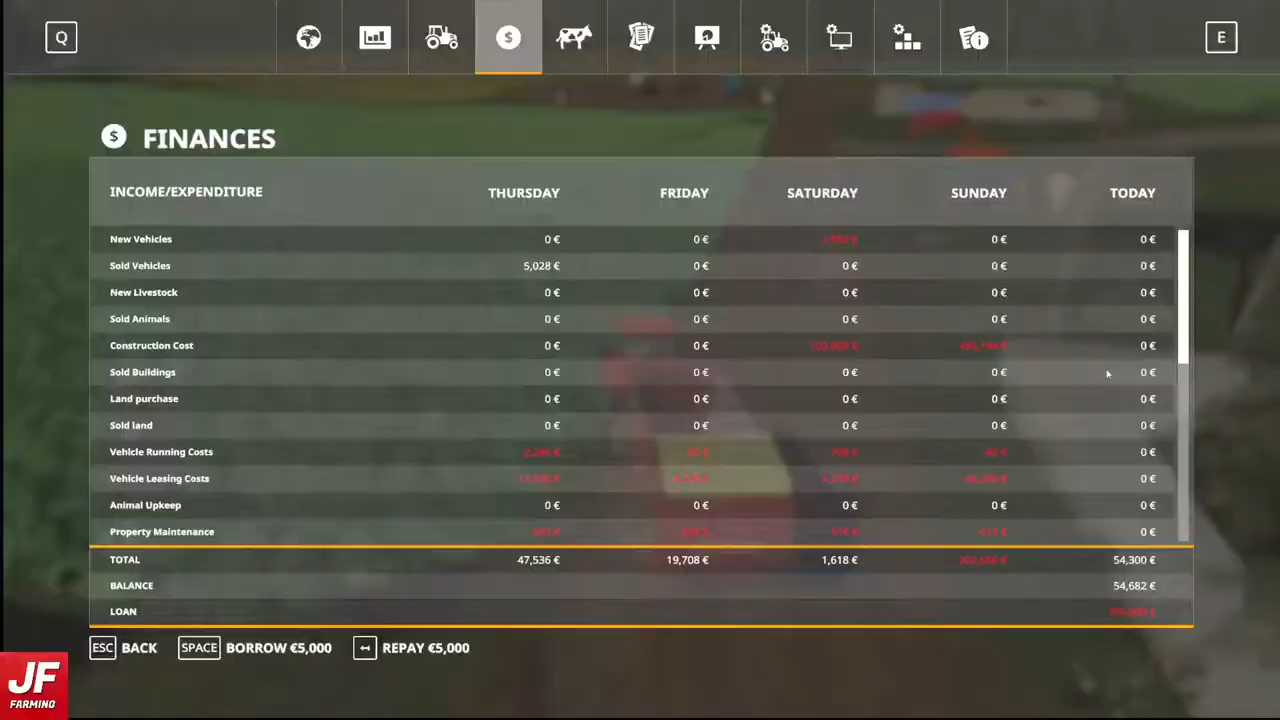 Q
E
FINANCES
INCOME/EXPENDITURE THURSDAY FRIDAY SATURDAY SUNDAY TODAY
New Vehicles 0 € 0 € 0 € 0 €
Sold Vehicles 5,028 € 0 € 0 € 0 € 0 €
New Livestock 0 € 0 € 0 € 0 € 0 €
Sold Animals 0 € 0 € 0 € 0 € 0 €
Construction Cost 0 € 0 € 0 €
Sold Buildings 0 € 0 € 0 € 0 € 0 €
Land purchase 0 € 0 € 0 € 0 € 0 €
Sold land 0 € 0 € 0 € 0 € 0 €
Vehicle Running Costs 0 €
Vehicle Leasing Costs 0 €
Animal Upkeep 0 € 0 € 0 € 0 € 0 €
Property Maintenance 0 €
TOTAL 47,536 € 19,708 € 1,618 € 54,300 €
BALANCE 54,682 €
LOAN
ESC BACK SPACE BORROW €5,000 REPAY €5,000
JF
FARMING